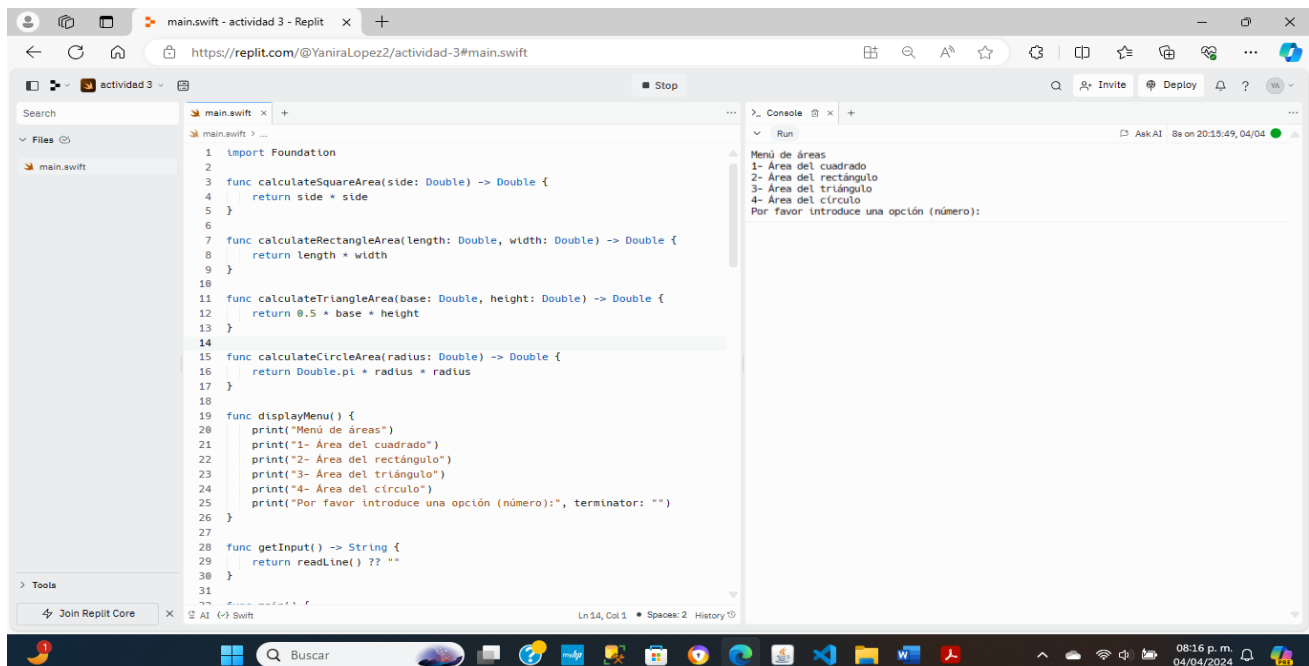 main.swift - actividad 3 - Replit
https://replit.com/@YaniraLopez2/actividad-3#main.swift
actividad 3
Stop
Invite
Deploy
YA
Search
main.swift
Console
Files
main.swift > ...
Run
Ask AI 8s on 20:15:49, 04/04
main.swift
1 import Foundation
2
3 func calculateSquareArea(side: Double) -> Double {
4 return side * side
5 }
6
7 func calculateRectangleArea(length: Double, width: Double) -> Double {
8 return length * width
9 }
10
11 func calculateTriangleArea(base: Double, height: Double) -> Double {
12 return 0.5 * base * height
13 }
14
15 func calculateCircleArea(radius: Double) -> Double {
16 return Double.pi * radius * radius
17 }
18
19 func displayMenu() {
20 print("Menú de áreas")
21 print("1- Área del cuadrado")
22 print("2- Área del rectángulo")
23 print("3- Área del triángulo")
24 print("4- Área del círculo")
25 print("Por favor introduce una opción (número):", terminator: "")
26 }
27
28 func getInput() -> String {
29 return readLine() ?? ""
30 }
31
Menú de áreas
1- Área del cuadrado
2- Área del rectángulo
3- Área del triángulo
4- Área del círculo
Por favor introduce una opción (número):
Tools
Join Replit Core
AI {-} Swift
Ln 14, Col 1 • Spaces: 2 History
1
Buscar
myhp
08:16 p. m.
04/04/2024
PRE